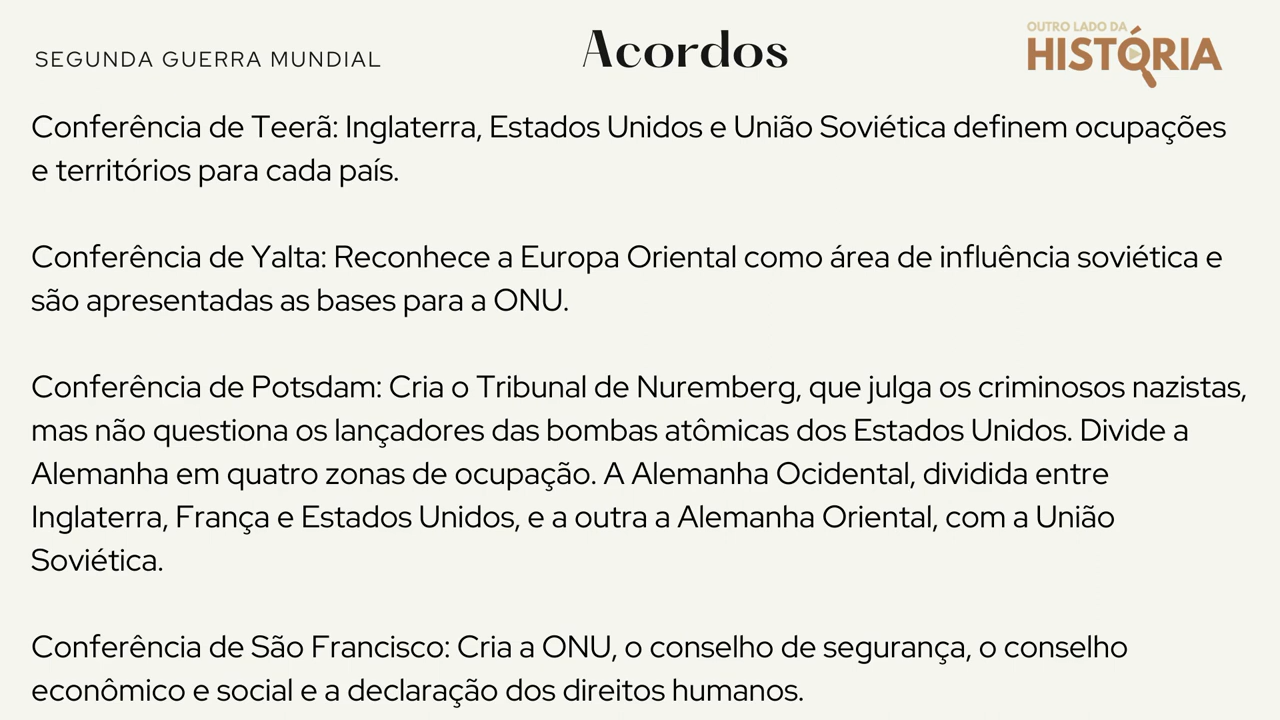 SEGUNDA GUERRA MUNDIAL
Acordos
OUTRO LADO DA
HISTÓRIA
Conferência de Teerã: Inglaterra, Estados Unidos e União Soviética definem ocupações
e territórios para cada país.
Conferência de Yalta: Reconhece a Europa Oriental como área de influência soviética e
são apresentadas as bases para a ONU.
Conferência de Potsdam: Cria o Tribunal de Nuremberg, que julga os criminosos nazistas,
mas não questiona os lançadores das bombas atômicas dos Estados Unidos. Divide a
Alemanha em quatro zonas de ocupação. A Alemanha Ocidental, dividida entre
Inglaterra, França e Estados Unidos, e a outra a Alemanha Oriental, com a União
Soviética.
Conferência de São Francisco: Cria a ONU, o conselho de segurança, o conselho
econômico e social e a declaração dos direitos humanos.